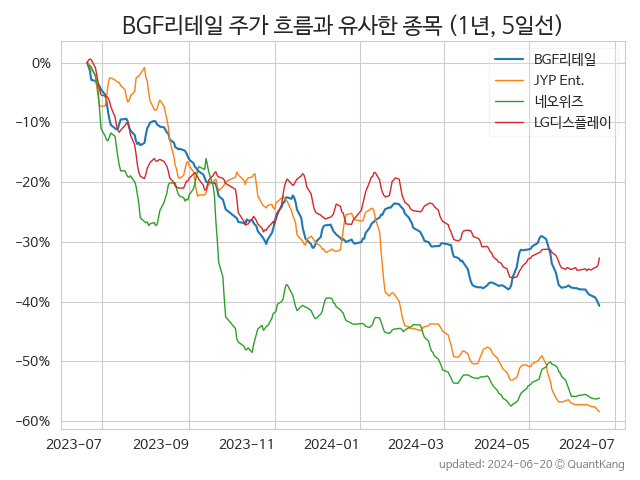 BGF리테일 주가 흐름과 유사한 종목 (1년, 5일선)
BGF리테일
JYP Ent.
네오위즈
LG디스플레이
0%
−10%
−20%
−30%
−40%
−50%
−60%
2023-07 2023-09 2023-11 2024-01 2024-03 2024-05 2024-07
updated: 2024-06-20 © QuantKang